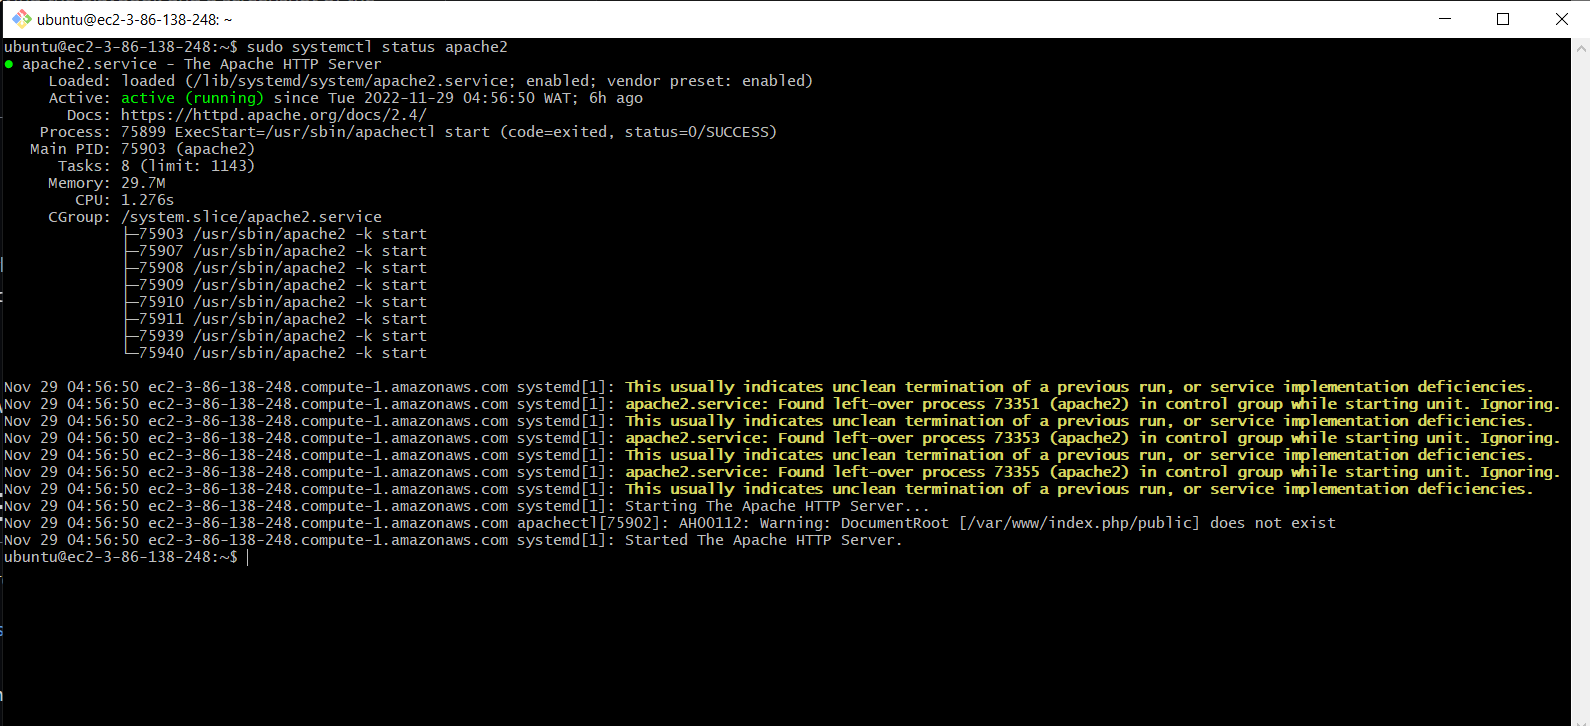 ubuntu@ec2-3-86-138-248: ~
ubuntu@ec2-3-86-138-248:~$ sudo systemctl status apache2
● apache2.service - The Apache HTTP Server
Loaded: loaded (/lib/systemd/system/apache2.service; enabled; vendor preset: enabled)
Active: active (running) since Tue 2022-11-29 04:56:50 WAT; 6h ago
Docs: https://httpd.apache.org/docs/2.4/
Process: 75899 ExecStart=/usr/sbin/apachectl start (code=exited, status=0/SUCCESS)
Main PID: 75903 (apache2)
Tasks: 8 (limit: 1143)
Memory: 29.7M
CPU: 1.276s
CGroup: /system.slice/apache2.service
├─75903 /usr/sbin/apache2 -k start
├─75907 /usr/sbin/apache2 -k start
├─75908 /usr/sbin/apache2 -k start
├─75909 /usr/sbin/apache2 -k start
├─75910 /usr/sbin/apache2 -k start
├─75911 /usr/sbin/apache2 -k start
├─75939 /usr/sbin/apache2 -k start
└─75940 /usr/sbin/apache2 -k start
Nov 29 04:56:50 ec2-3-86-138-248.compute-1.amazonaws.com systemd[1]: This usually indicates unclean termination of a previous run, or service implementation deficiencies.
Nov 29 04:56:50 ec2-3-86-138-248.compute-1.amazonaws.com systemd[1]: apache2.service: Found left-over process 73351 (apache2) in control group while starting unit. Ignoring.
Nov 29 04:56:50 ec2-3-86-138-248.compute-1.amazonaws.com systemd[1]: This usually indicates unclean termination of a previous run, or service implementation deficiencies.
Nov 29 04:56:50 ec2-3-86-138-248.compute-1.amazonaws.com systemd[1]: apache2.service: Found left-over process 73353 (apache2) in control group while starting unit. Ignoring.
Nov 29 04:56:50 ec2-3-86-138-248.compute-1.amazonaws.com systemd[1]: This usually indicates unclean termination of a previous run, or service implementation deficiencies.
Nov 29 04:56:50 ec2-3-86-138-248.compute-1.amazonaws.com systemd[1]: apache2.service: Found left-over process 73355 (apache2) in control group while starting unit. Ignoring.
Nov 29 04:56:50 ec2-3-86-138-248.compute-1.amazonaws.com systemd[1]: This usually indicates unclean termination of a previous run, or service implementation deficiencies.
Nov 29 04:56:50 ec2-3-86-138-248.compute-1.amazonaws.com systemd[1]: Starting The Apache HTTP Server...
Nov 29 04:56:50 ec2-3-86-138-248.compute-1.amazonaws.com apachectl[75902]: AH00112: Warning: DocumentRoot [/var/www/index.php/public] does not exist
Nov 29 04:56:50 ec2-3-86-138-248.compute-1.amazonaws.com systemd[1]: Started The Apache HTTP Server.
ubuntu@ec2-3-86-138-248:~$